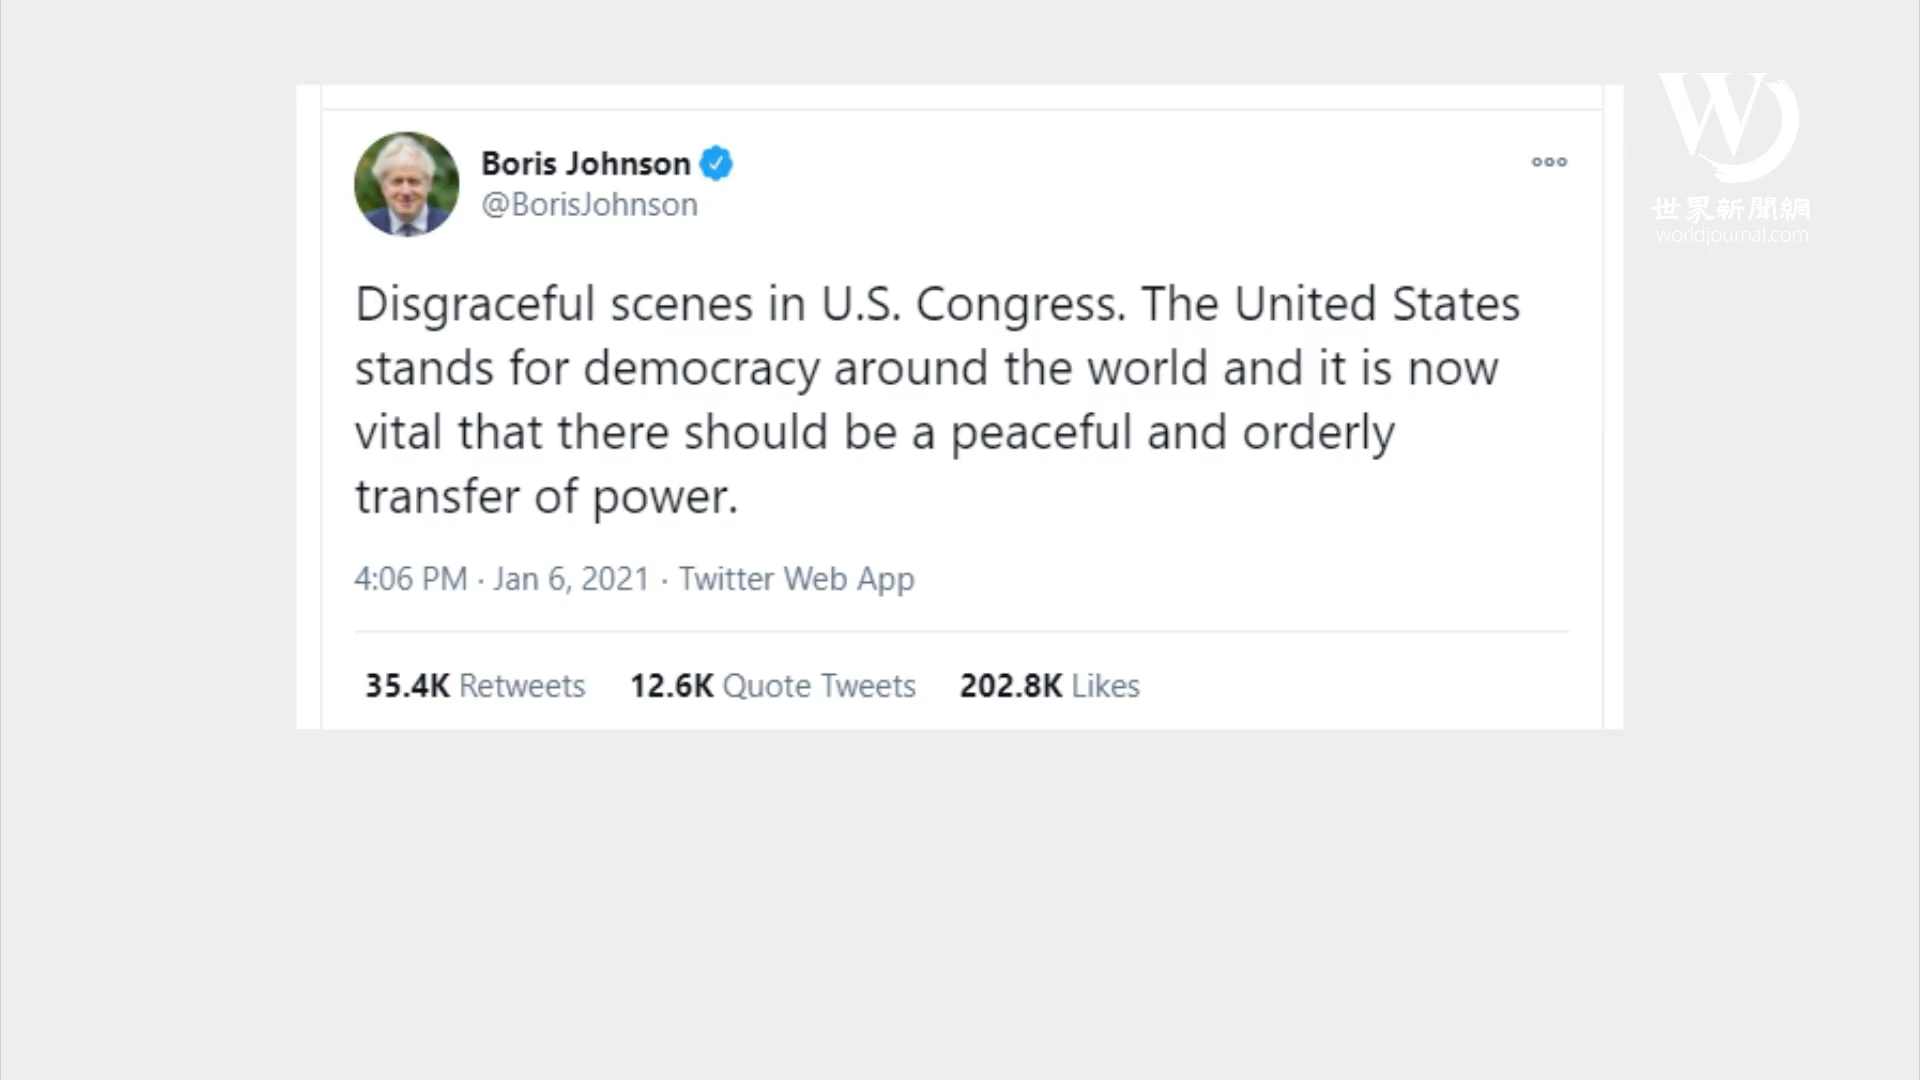 Boris Johnson
@BorisJohnson
Disgraceful scenes in U.S. Congress. The United States
stands for democracy around the world and it is now
vital that there should be a peaceful and orderly
transfer of power.
4:06 PM · Jan 6, 2021 · Twitter Web App
35.4K Retweets 12.6K Quote Tweets 202.8K Likes
W
世界新聞網
worldjournal.com